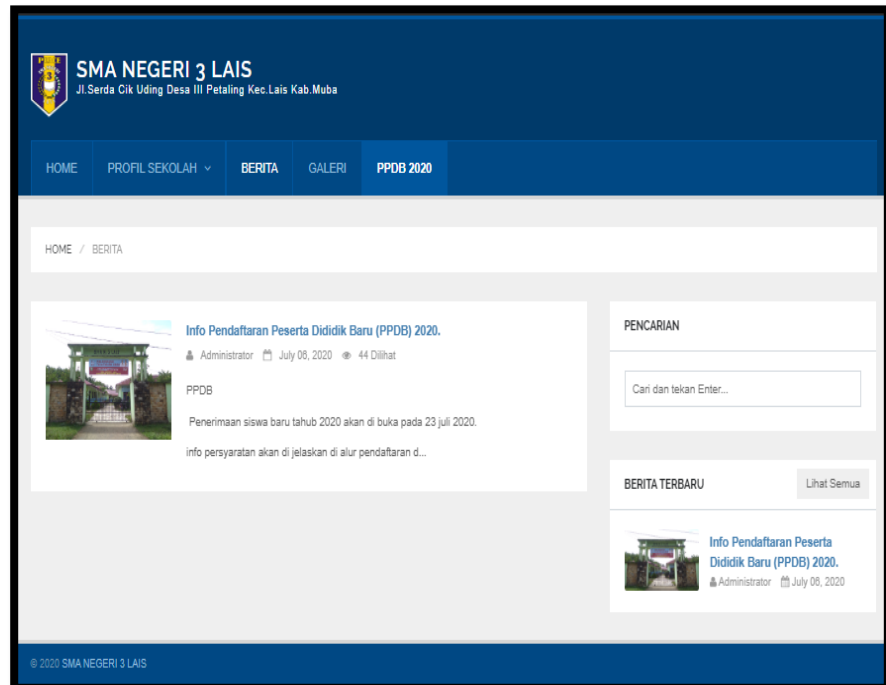 SMA NEGERI 3 LAIS
Jl.Serda Cik Uding Desa III Petaling Kec.Lais Kab.Muba
HOME PROFIL SEKOLAH BERITA GALERI PPDB 2020
HOME / BERITA
Info Pendaftaran Peserta Dididik Baru (PPDB) 2020.
Administrator July 06, 2020 44 Dilihat
PPDB
Penerimaan siswa baru tahub 2020 akan di buka pada 23 juli 2020.
info persyaratan akan di jelaskan di alur pendaftaran d...
PENCARIAN
Cari dan tekan Enter...
BERITA TERBARU Lihat Semua
Info Pendaftaran Peserta
Dididik Baru (PPDB) 2020.
Administrator July 06, 2020
© 2020 SMA NEGERI 3 LAIS